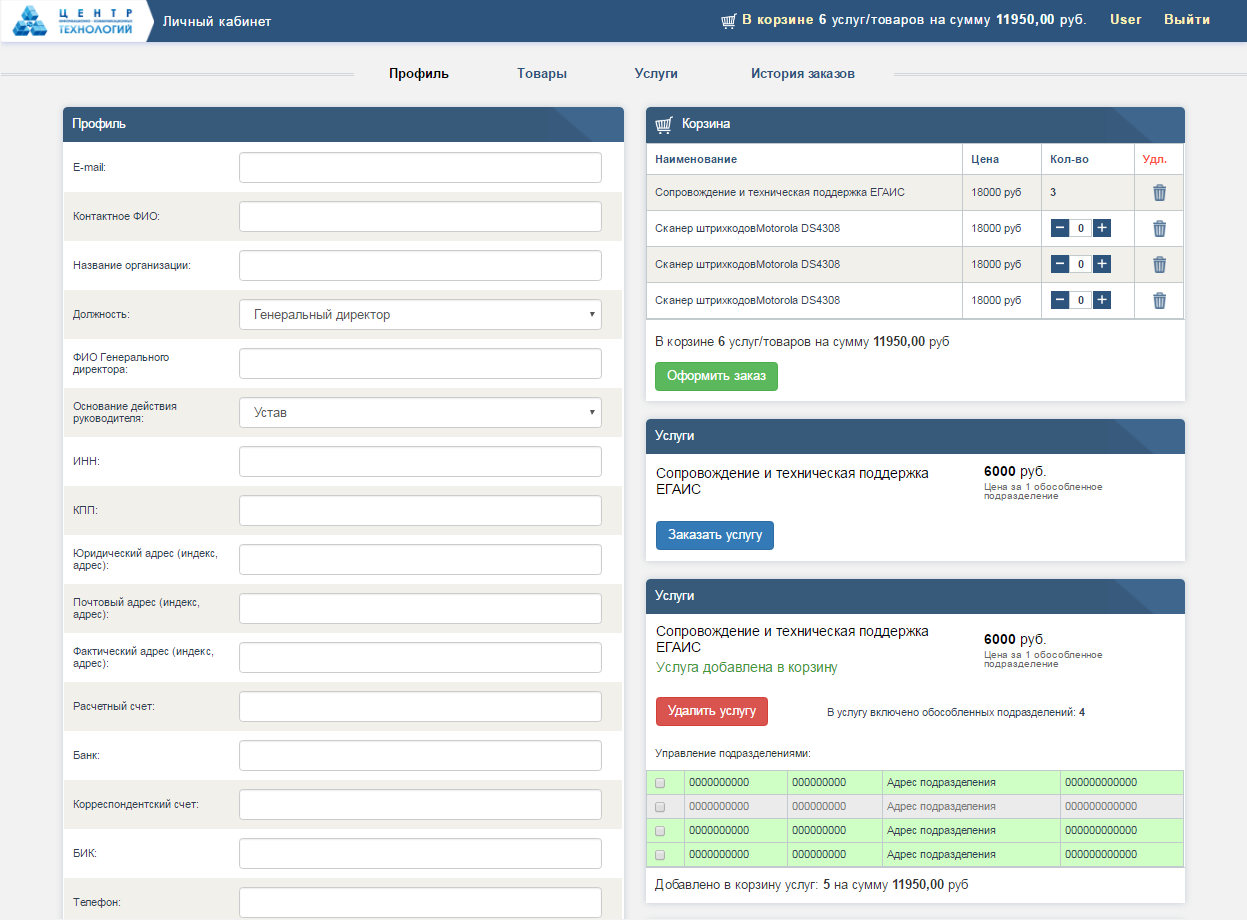 ЦЕНТР
ИНФОРМАЦИОННО - КОММУНИКАЦИОННЫХ
ТЕХНОЛОГИЙ
Личный кабинет
В корзине 6 услуг/товаров на сумму 11950,00 руб.
User
Выйти
Профиль
Товары
Услуги
История заказов
Профиль
E-mail:
Контактное ФИО:
Название организации:
Должность:
Генеральный директор
ФИО Генерального
директора:
Основание действия
руководителя:
Устав
ИНН:
КПП:
Юридический адрес (индекс,
адрес):
Почтовый адрес (индекс,
адрес):
Фактический адрес (индекс,
адрес):
Расчетный счет:
Банк:
Корреспондентский счет:
БИК:
Телефон:
Корзина
Наименование Цена Кол-во Удл.
Сопровождение и техническая поддержка ЕГАИС 18000 руб 3
Сканер штрихкодовMotorola DS4308 18000 руб 0
Сканер штрихкодовMotorola DS4308 18000 руб 0
Сканер штрихкодовMotorola DS4308 18000 руб 0
В корзине 6 услуг/товаров на сумму 11950,00 руб
Оформить заказ
Услуги
Сопровождение и техническая поддержка
ЕГАИС
6000 руб.
Цена за 1 обособленное
подразделение
Заказать услугу
Услуги
Сопровождение и техническая поддержка
ЕГАИС
Услуга добавлена в корзину
6000 руб.
Цена за 1 обособленное
подразделение
Удалить услугу
В услугу включено обособленных подразделений: 4
Управление подразделениями:
0000000000 000000000 Адрес подразделения 000000000000
0000000000 000000000 Адрес подразделения 000000000000
0000000000 000000000 Адрес подразделения 000000000000
0000000000 000000000 Адрес подразделения 000000000000
Добавлено в корзину услуг: 5 на сумму 11950,00 руб